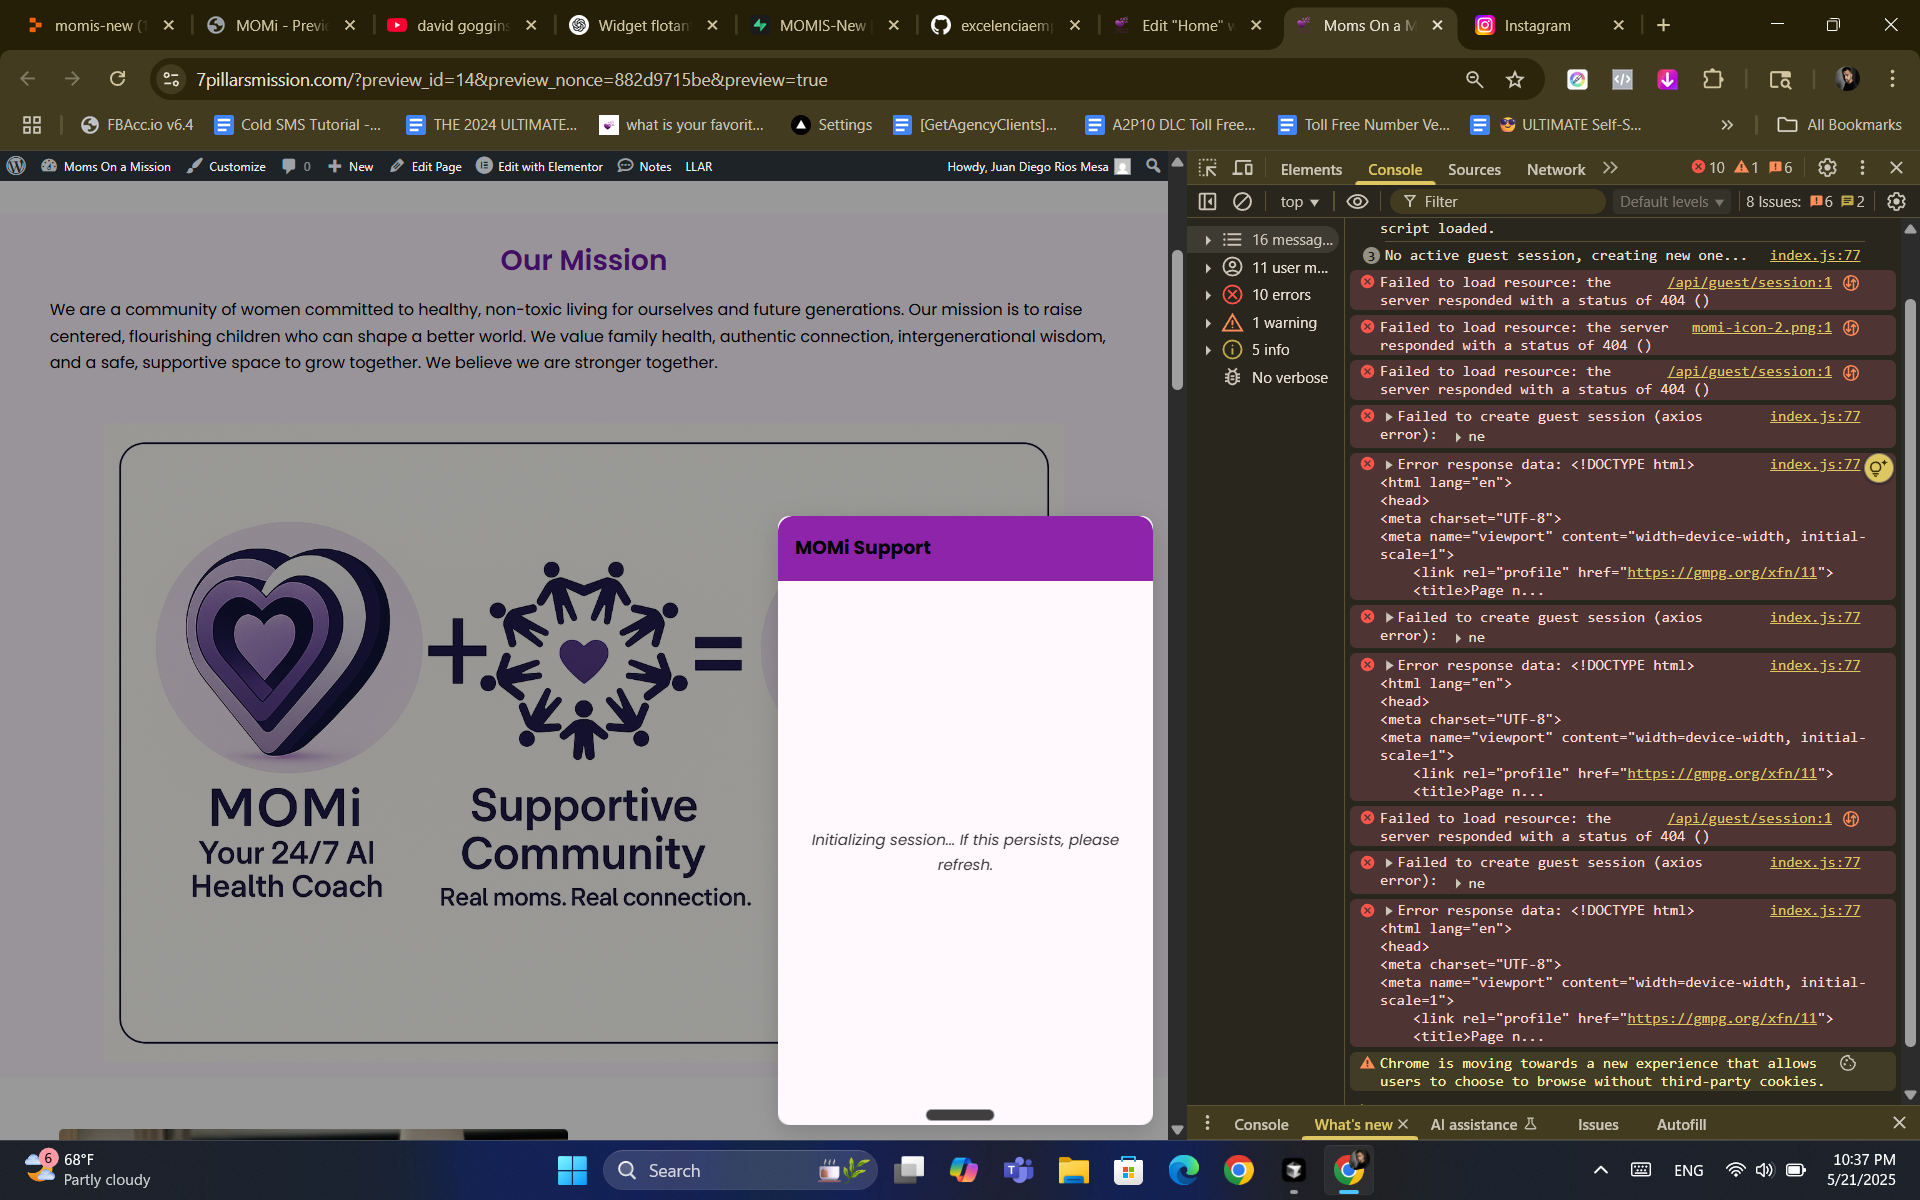 momis-new (1
MOMi - Previe
david goggins
Widget flotan
MOMIS-New
excelenciaem
Edit "Home" w
Moms On a M
Instagram
7pillarsmission.com/?preview_id=14&preview_nonce=882d9715be&preview=true
FBAcc.io v6.4
Cold SMS Tutorial -...
THE 2024 ULTIMATE...
what is your favorit...
Settings
[GetAgencyClients]...
A2P10 DLC Toll Free...
Toll Free Number Ve...
ULTIMATE Self-S...
All Bookmarks
Moms On a Mission
Customize
0
New
Edit Page
Edit with Elementor
Notes
LLAR
Howdy, Juan Diego Rios Mesa
Our Mission
We are a community of women committed to healthy, non-toxic living for ourselves and future generations. Our mission is to raise
centered, flourishing children who can shape a better world. We value family health, authentic connection, intergenerational wisdom,
and a safe, supportive space to grow together. We believe we are stronger together.
MOMi
Your 24/7 AI
Health Coach
+
Supportive
Community
Real moms. Real connection.
=
MOMi Support
Initializing session... If this persists, please
refresh.
Elements
Console
Sources
Network
10
1
6
top
Filter
Default levels
8 Issues:
6
2
16 messag...
11 user m...
10 errors
1 warning
5 info
No verbose
script loaded.
3 No active guest session, creating new one... index.js:77
Failed to load resource: the /api/guest/session:1
server responded with a status of 404 ()
Failed to load resource: the server momi-icon-2.png:1
responded with a status of 404 ()
Failed to load resource: the /api/guest/session:1
server responded with a status of 404 ()
Failed to create guest session (axios index.js:77
error): ne
Error response data: <!DOCTYPE html> index.js:77
<html lang="en">
<head>
<meta charset="UTF-8">
<meta name="viewport" content="width=device-width, initial-
scale=1">
<link rel="profile" href="https://gmpg.org/xfn/11">
<title>Page n...
Failed to create guest session (axios index.js:77
error): ne
Error response data: <!DOCTYPE html> index.js:77
<html lang="en">
<head>
<meta charset="UTF-8">
<meta name="viewport" content="width=device-width, initial-
scale=1">
<link rel="profile" href="https://gmpg.org/xfn/11">
<title>Page n...
Failed to load resource: the /api/guest/session:1
server responded with a status of 404 ()
Failed to create guest session (axios index.js:77
error): ne
Error response data: <!DOCTYPE html> index.js:77
<html lang="en">
<head>
<meta charset="UTF-8">
<meta name="viewport" content="width=device-width, initial-
scale=1">
<link rel="profile" href="https://gmpg.org/xfn/11">
<title>Page n...
Chrome is moving towards a new experience that allows
users to choose to browse without third-party cookies.
Console
What's new
AI assistance
Issues
Autofill
6
68°F
Partly cloudy
Search
ENG
10:37 PM
5/21/2025